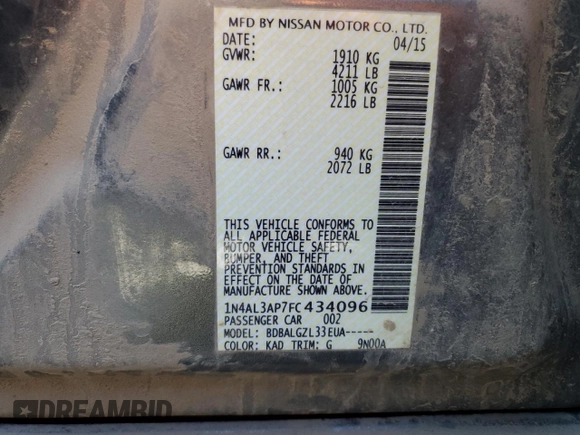 MFD BY NISSAN MOTOR CO., LTD.
DATE: 04/15
GVWR: 1910 KG
4211 LB
GAWR FR.: 1005 KG
2216 LB
GAWR RR.: 940 KG
2072 LB
THIS VEHICLE CONFORMS TO
ALL APPLICABLE FEDERAL
MOTOR VEHICLE SAFETY,
BUMPER, AND THEFT
PREVENTION STANDARDS IN
EFFECT ON THE DATE OF
MANUFACTURE SHOWN ABOVE.
1N4AL3AP7FC434096
PASSENGER CAR 002
MODEL: BDBALGZL33EUA-----
COLOR: KAD TRIM: G 9N00A
DREAMBID